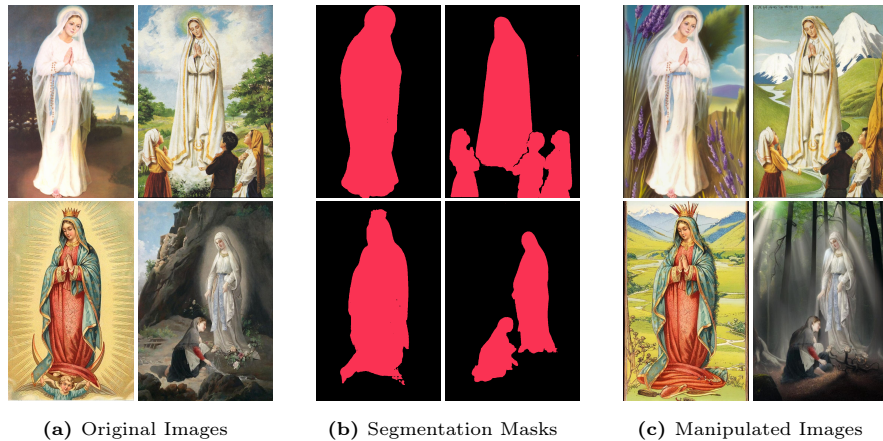 (a) Original Images
(b) Segmentation Masks
(c) Manipulated Images